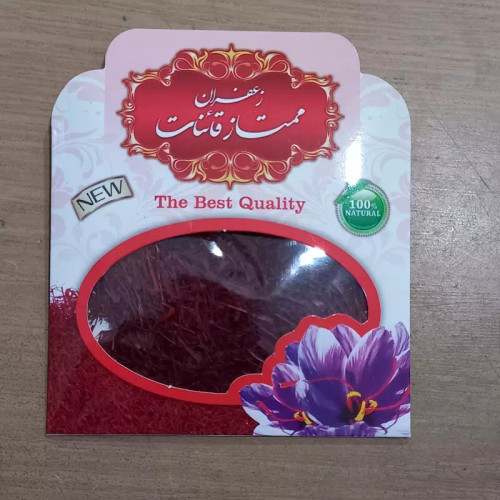 زعفران
ممتاز قائنات
NEW
The Best Quality
100%
NATURAL